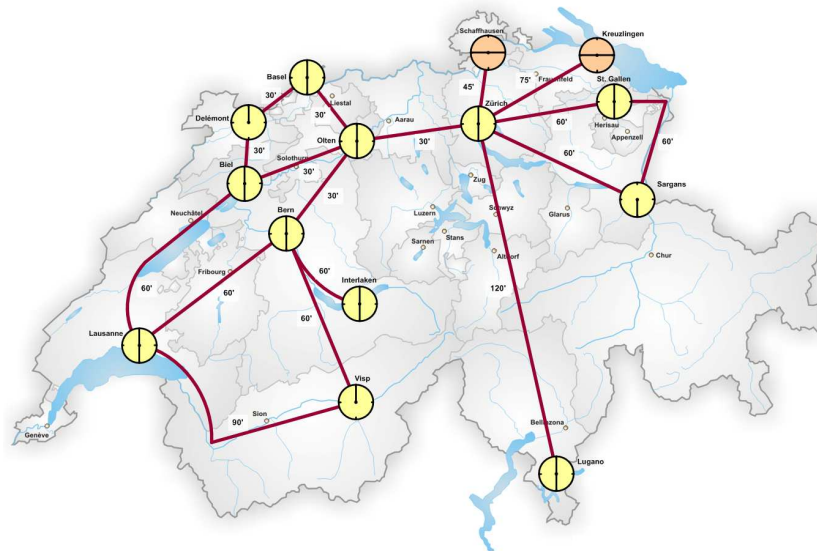 Schaffhausen
Kreuzlingen
Basel
45'
75'
Frauenfeld
St. Gallen
30'
Liestal
Zürich
Delémont
30'
Aarau
60'
Herisau
Appenzell
60'
Olten
30'
30'
Solothurn
30'
60'
Biel
Zug
Sargans
30'
Bern
Luzern
Schwyz
Glarus
Neuchâtel
Stans
Sarnen
Altdorf
Chur
Fribourg
60'
Interlaken
60'
60'
60'
120'
Lausanne
Visp
Sion
90'
Bellinzona
Genève
Lugano